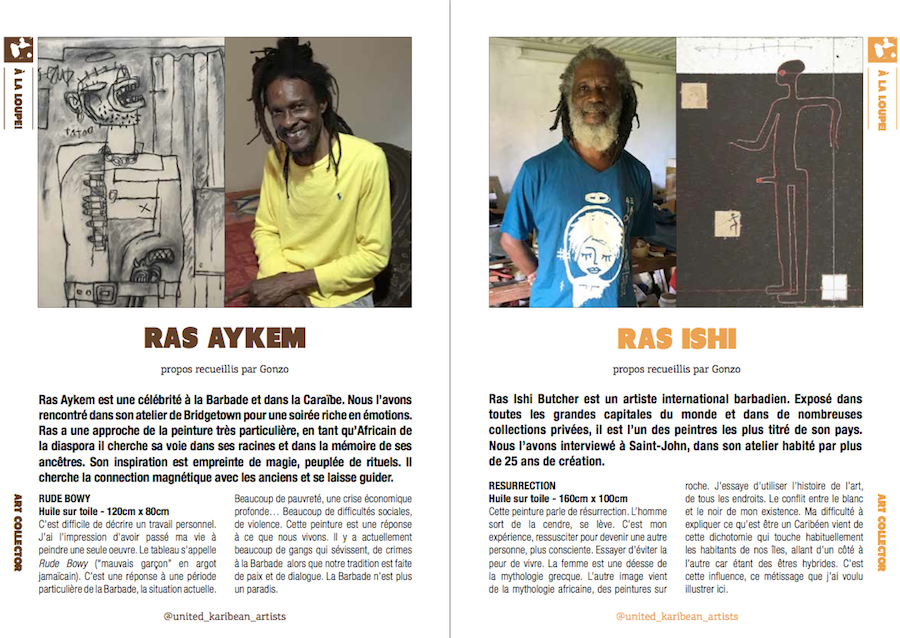 À LA LOUPE!
RAS AYKEM
propos recueillis par Gonzo
Ras Aykem est une célébrité à la Barbade et dans la Caraïbe. Nous l'avons
rencontré dans son atelier de Bridgetown pour une soirée riche en émotions.
Ras a une approche de la peinture très particulière, en tant qu'Africain de
la diaspora il cherche sa voie dans ses racines et dans la mémoire de ses
ancêtres. Son inspiration est empreinte de magie, peuplée de rituels. Il
cherche la connection magnétique avec les anciens et se laisse guider.
RUDE BOWY
Huile sur toile - 120cm x 80cm
C'est difficile de décrire un travail personnel.
J'ai l'impression d'avoir passé ma vie à
peindre une seule oeuvre. Le tableau s'appelle
Rude Bowy ("mauvais garçon" en argot
jamaïcain). C'est une réponse à une période
particulière de la Barbade, la situation actuelle.
Beaucoup de pauvreté, une crise économique
profonde... Beaucoup de difficultés sociales,
de violence. Cette peinture est une réponse
à ce que nous vivons. Il y a actuellement
beaucoup de gangs qui sévissent, de crimes
à la Barbade alors que notre tradition est faite
de paix et de dialogue. La Barbade n'est plus
un paradis.
ART COLLECTOR
@united_karibean_artists
À LA LOUPE!
RAS ISHI
propos recueillis par Gonzo
Ras Ishi Butcher est un artiste international barbadien. Exposé dans
toutes les grandes capitales du monde et dans de nombreuses
collections privées, il est l'un des peintres les plus titré de son pays.
Nous l'avons interviewé à Saint-John, dans son atelier habité par plus
de 25 ans de création.
RESURRECTION
Huile sur toile - 160cm x 100cm
Cette peinture parle de résurrection. L'homme
sort de la cendre, se lève. C'est mon
expérience, ressusciter pour devenir une autre
personne, plus consciente. Essayer d'éviter la
peur de vivre. La femme est une déesse de
la mythologie grecque. L'autre image vient
de la mythologie africaine, des peintures sur
roche. J'essaye d'utiliser l'histoire de l'art,
de tous les endroits. Le conflit entre le blanc
et le noir de mon existence. Ma difficulté à
expliquer ce qu'est être un Caribéen vient de
cette dichotomie qui touche habituellement
les habitants de nos îles, allant d'un côté à
l'autre car étant des êtres hybrides. C'est
cette influence, ce métissage que j'ai voulu
illustrer ici.
ART COLLECTOR
@united_karibean_artists